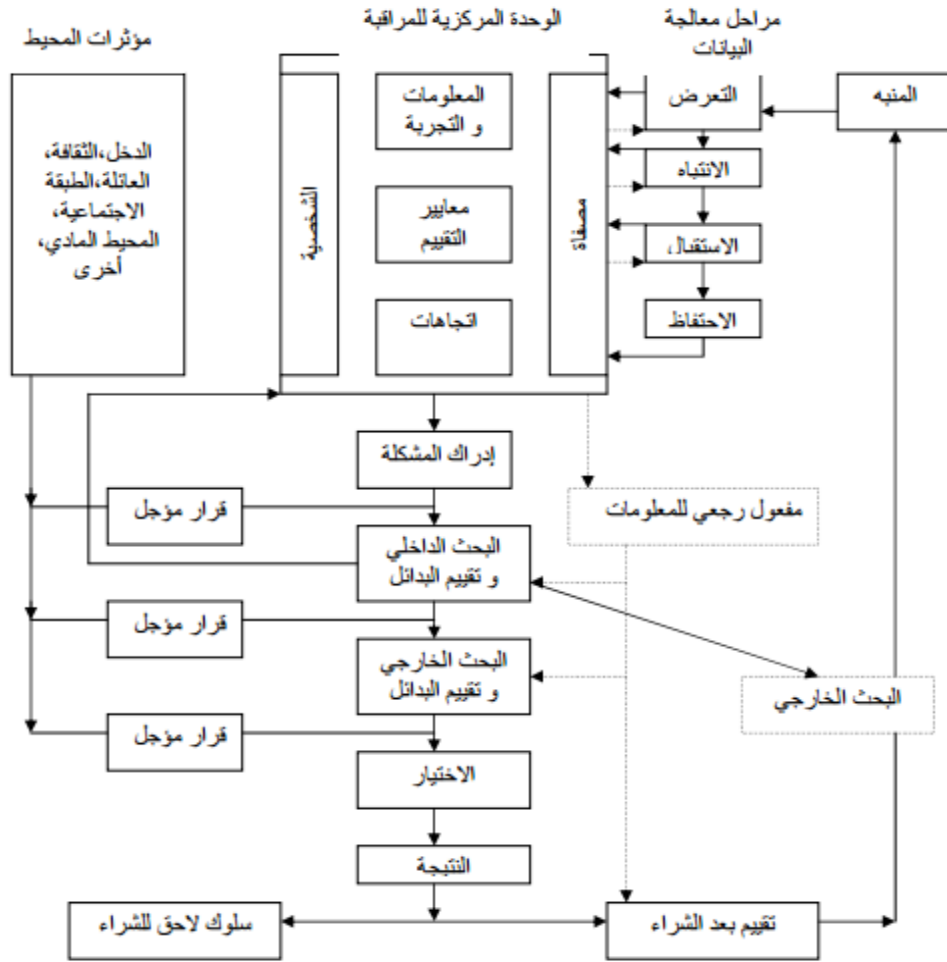 مراحل معالجة
البيانات
الوحدة المركزية للمراقبة
مؤثرات المحيط
المنبه
التعرض
الانتباه
الاستقبال
الاحتفاظ
مصفاة
المعلومات
و التجربة
معايير
التقييم
اتجاهات
الشخصية
الدخل،الثقافة،
العائلة،الطبقة
الاجتماعية،
المحيط المادي،
أخرى
إدراك المشكلة
مفعول رجعي للمعلومات
قرار مؤجل
البحث الداخلي
و تقييم البدائل
قرار مؤجل
البحث الخارجي
و تقييم البدائل
البحث الخارجي
قرار مؤجل
الاختيار
النتيجة
تقييم بعد الشراء
سلوك لاحق للشراء